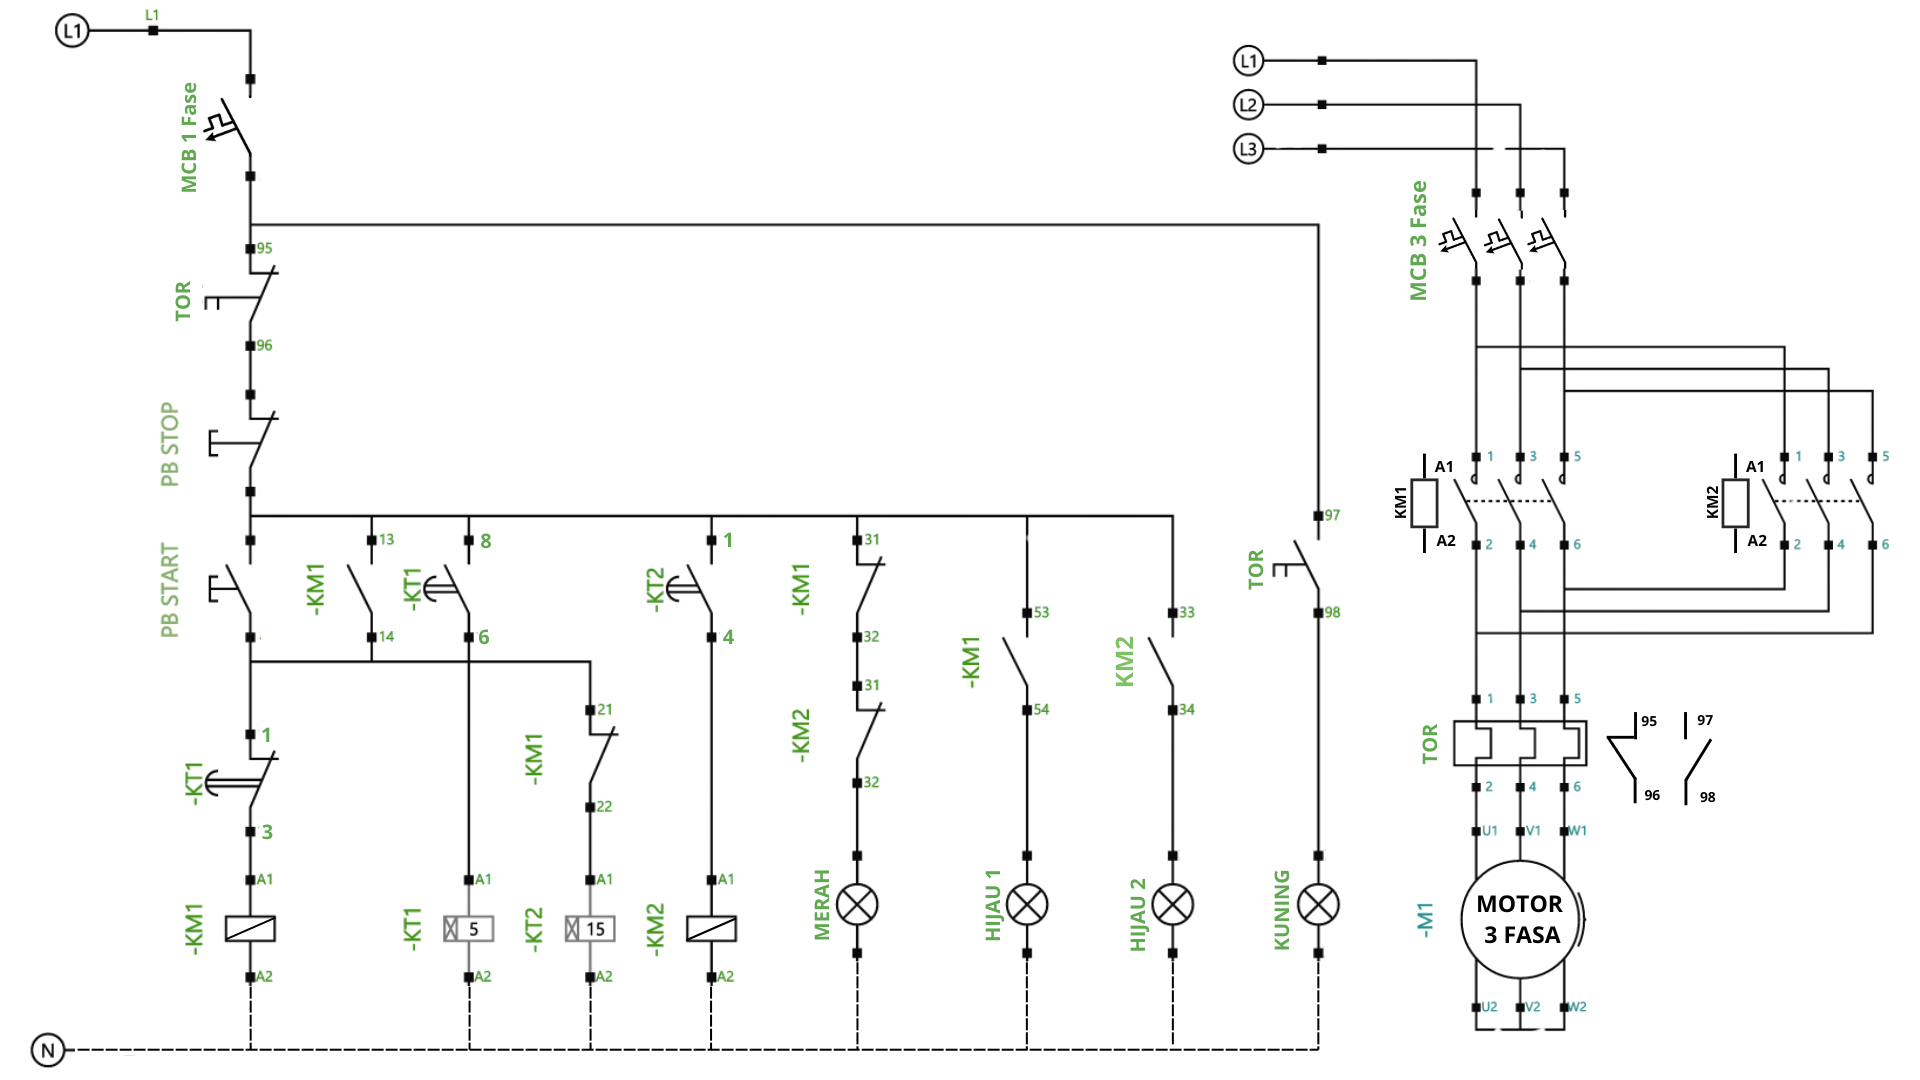 L1
L1
MCB 1 Fase
95
TOR
96
PB STOP
PB START
-KM1
13
14
-KT1
8
6
-KT2
1
4
-KM1
31
32
-KM2
31
32
-KM1
53
54
KM2
33
34
TOR
97
98
-KT1
1
3
-KM1
21
22
-KM1
A1
A2
-KT1
A1
5
A2
-KT2
A1
15
A2
-KM2
A1
A2
MERAH
HIJAU 1
HIJAU 2
KUNING
N
L1
L2
L3
MCB 3 Fase
KM1
A1
A2
1 3 5
2 4 6
KM2
A1
A2
1 3 5
2 4 6
TOR
1 3 5
2 4 6
95 97
96 98
U1 V1 W1
-M1
MOTOR
3 FASA
U2 V2 W2